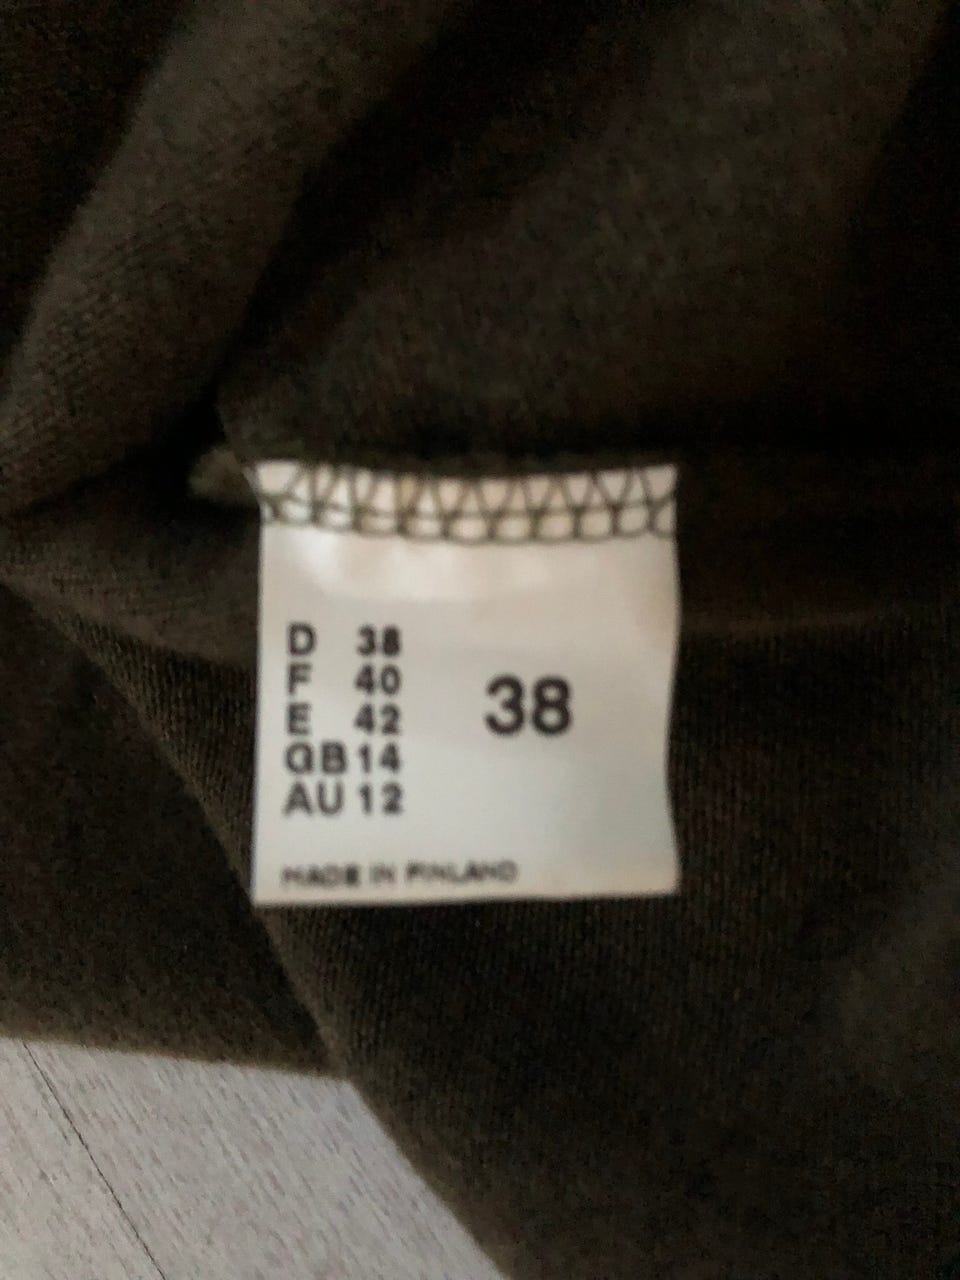 D 38
F 40
E 42
GB 14
AU 12
38
MADE IN FINLAND